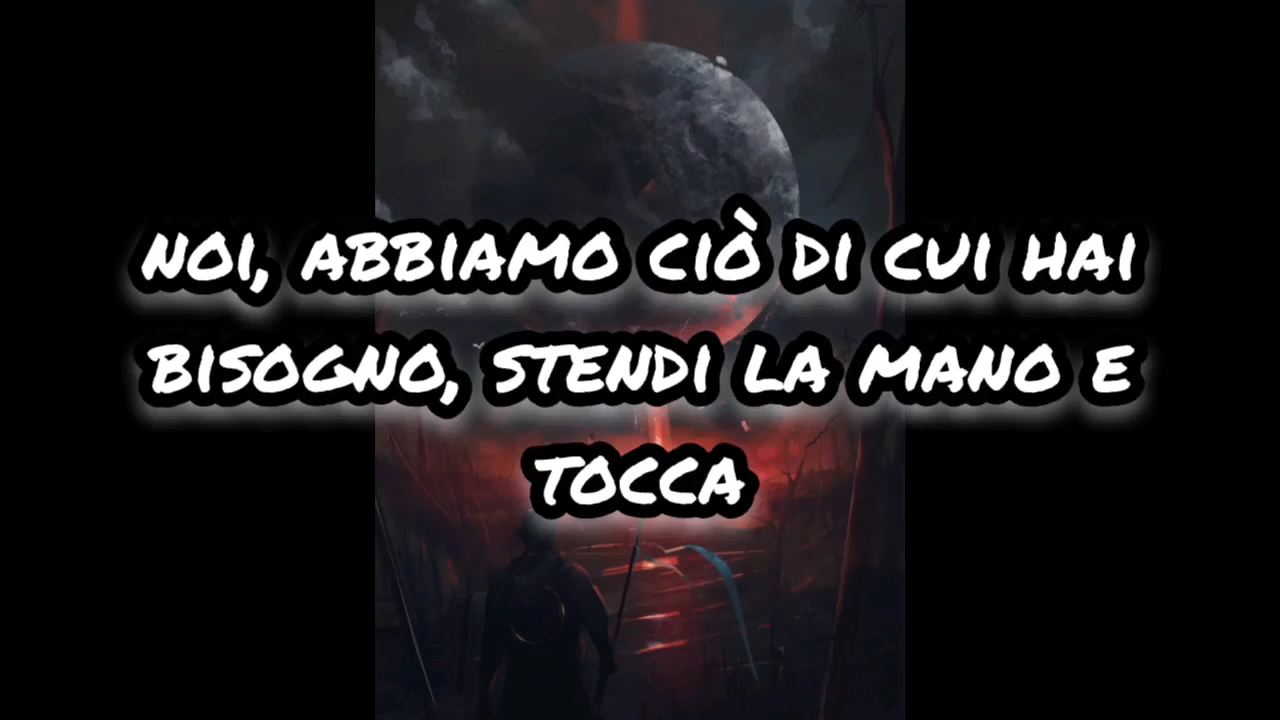 NOI, ABBIAMO CIÒ DI CUI HAI
BISOGNO, STENDI LA MANO E
TOCCA